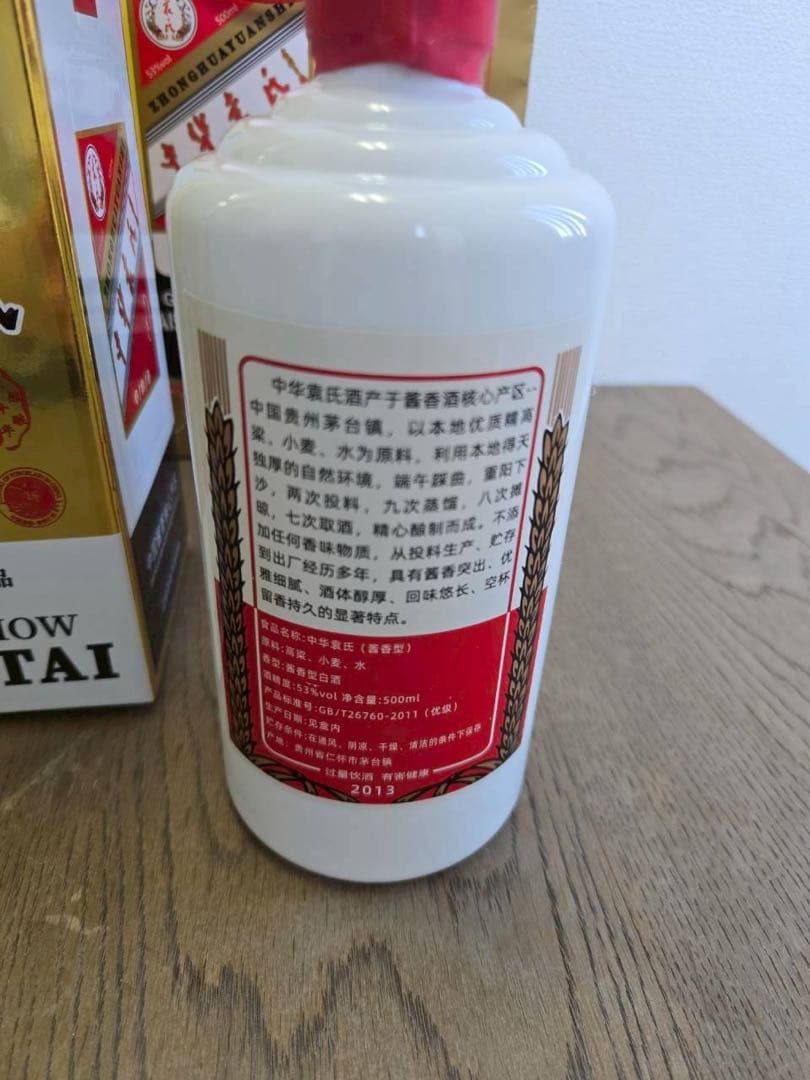 500ml
53%vol
ZHONGHUAYUANSH
HOW
TAI
品
中华袁氏酒产于酱香酒核心产区--
中国贵州茅台镇，以本地优质糯高
粱、小麦、水为原料，利用本地得天
独厚的自然环境，端午踩曲，重阳下
沙，两次投料，九次蒸馏，八次摊
晾，七次取酒，精心酿制而成。不添
加任何香味物质，从投料生产、贮存
到出厂经历多年，具有酱香突出、优
雅细腻、酒体醇厚、回味悠长、空杯
留香持久的显著特点。
食品名称:中华袁氏（酱香型）
原料:高粱、小麦、水
香型:酱香型白酒
酒精度:53%vol 净含量:500ml
产品标准号:GB/T26760-2011（优级）
生产日期:见盒内
贮存条件:在通风、阴凉、干燥、清洁的条件下保存
产地：贵州省仁怀市茅台镇
过量饮酒 有害健康
2013